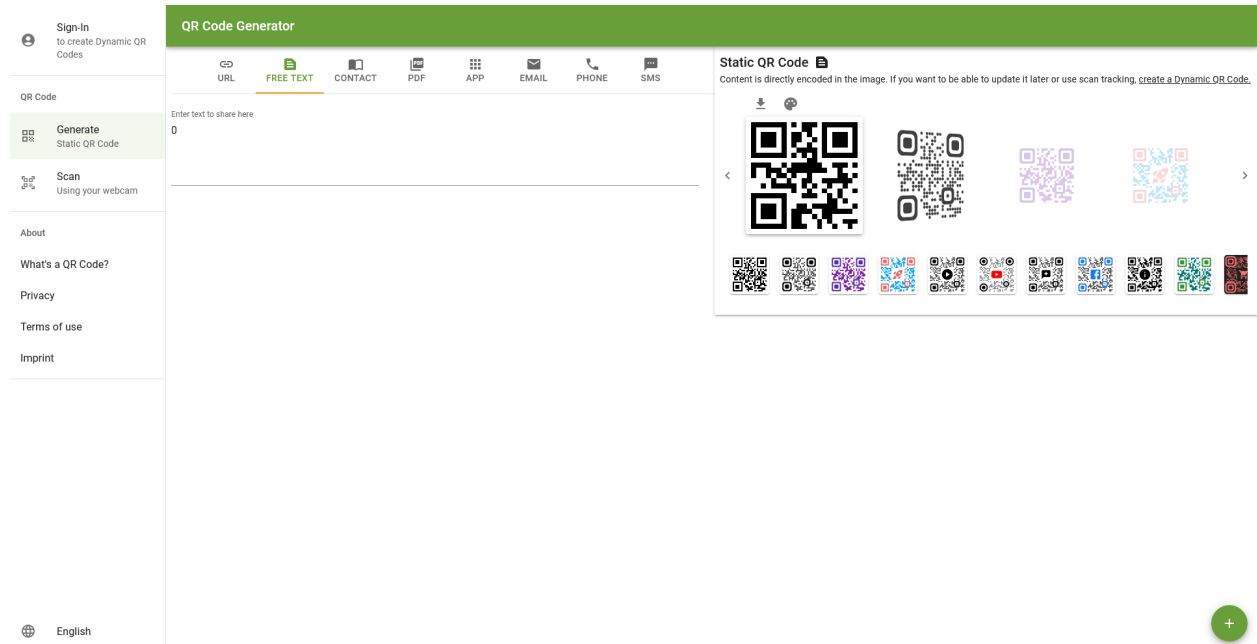 Sign-In
to create Dynamic QR
Codes
QR Code
Generate
Static QR Code
Scan
Using your webcam
About
What's a QR Code?
Privacy
Terms of use
Imprint
English
QR Code Generator
URL
FREE TEXT
CONTACT
PDF
PDF
APP
EMAIL
PHONE
SMS
Enter text to share here
0
Static QR Code
Content is directly encoded in the image. If you want to be able to update it later or use scan tracking, create a Dynamic QR Code.